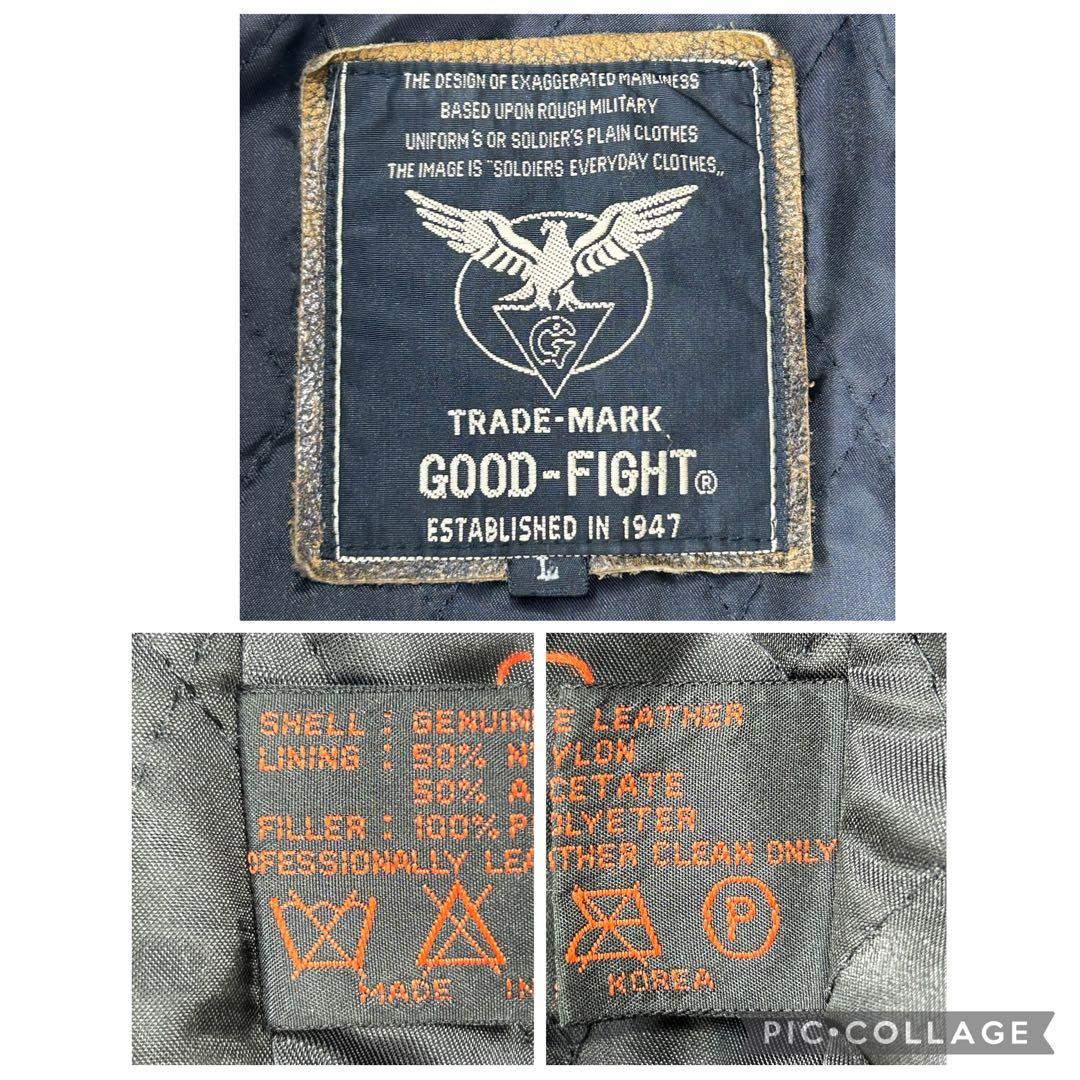 THE DESIGN OF EXAGGERATED MANLINESS
BASED UPON ROUGH MILITARY
UNIFORM'S OR SOLDIER'S PLAIN CLOTHES
THE IMAGE IS "SOLDIERS EVERYDAY CLOTHES„
G
TRADE-MARK
GOOD-FIGHT®
ESTABLISHED IN 1947
L
SHELL : GENUINE LEATHER
LINING : 50% NYLON
50% ACETATE
FILLER : 100% POLYETER
OFESSIONALLY LEATHER CLEAN ONLY
P
MADE IN KOREA
PIC•COLLAGE